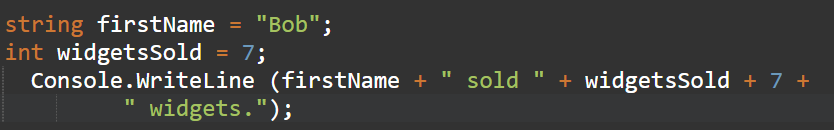 string firstName = "Bob";
int widgetsSold = 7;
Console.WriteLine (firstName + " sold " + widgetsSold + 7 +
" widgets.");